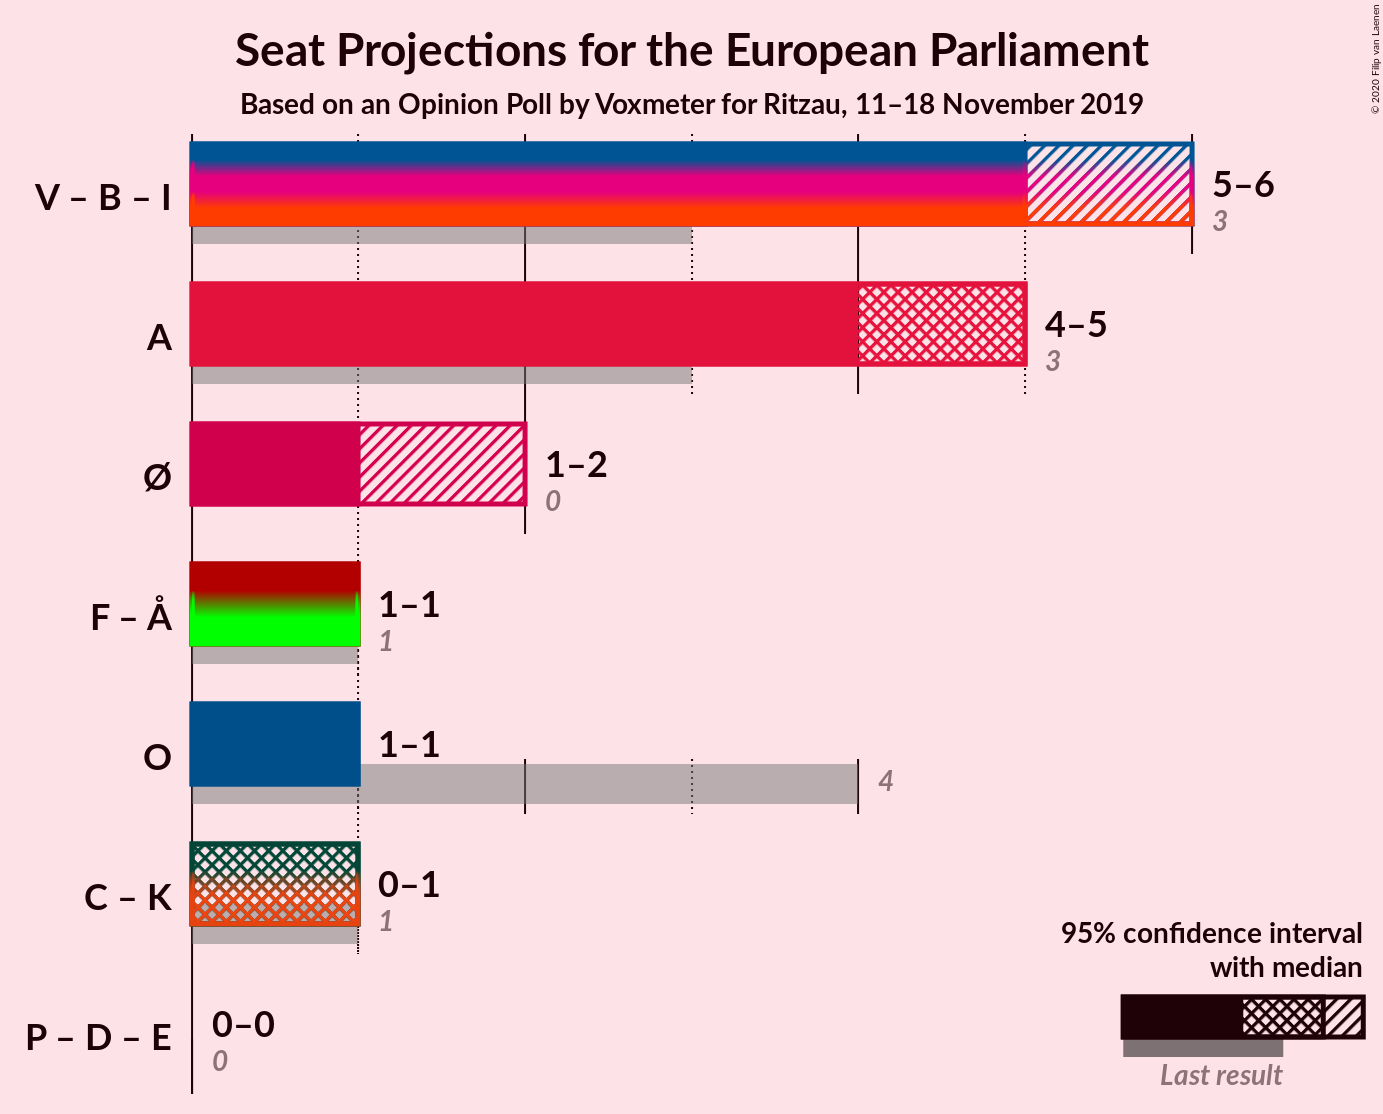 Seat Projections for the European Parliament
Based on an Opinion Poll by Voxmeter for Ritzau, 11–18 November 2019
© 2020 Filip van Laenen
V – B – I
5–6
3
A
4–5
3
Ø
1–2
0
F – Å
1–1
1
O
1–1
4
C – K
0–1
1
P – D – E
0–0
0
95% confidence interval
with median
Last result